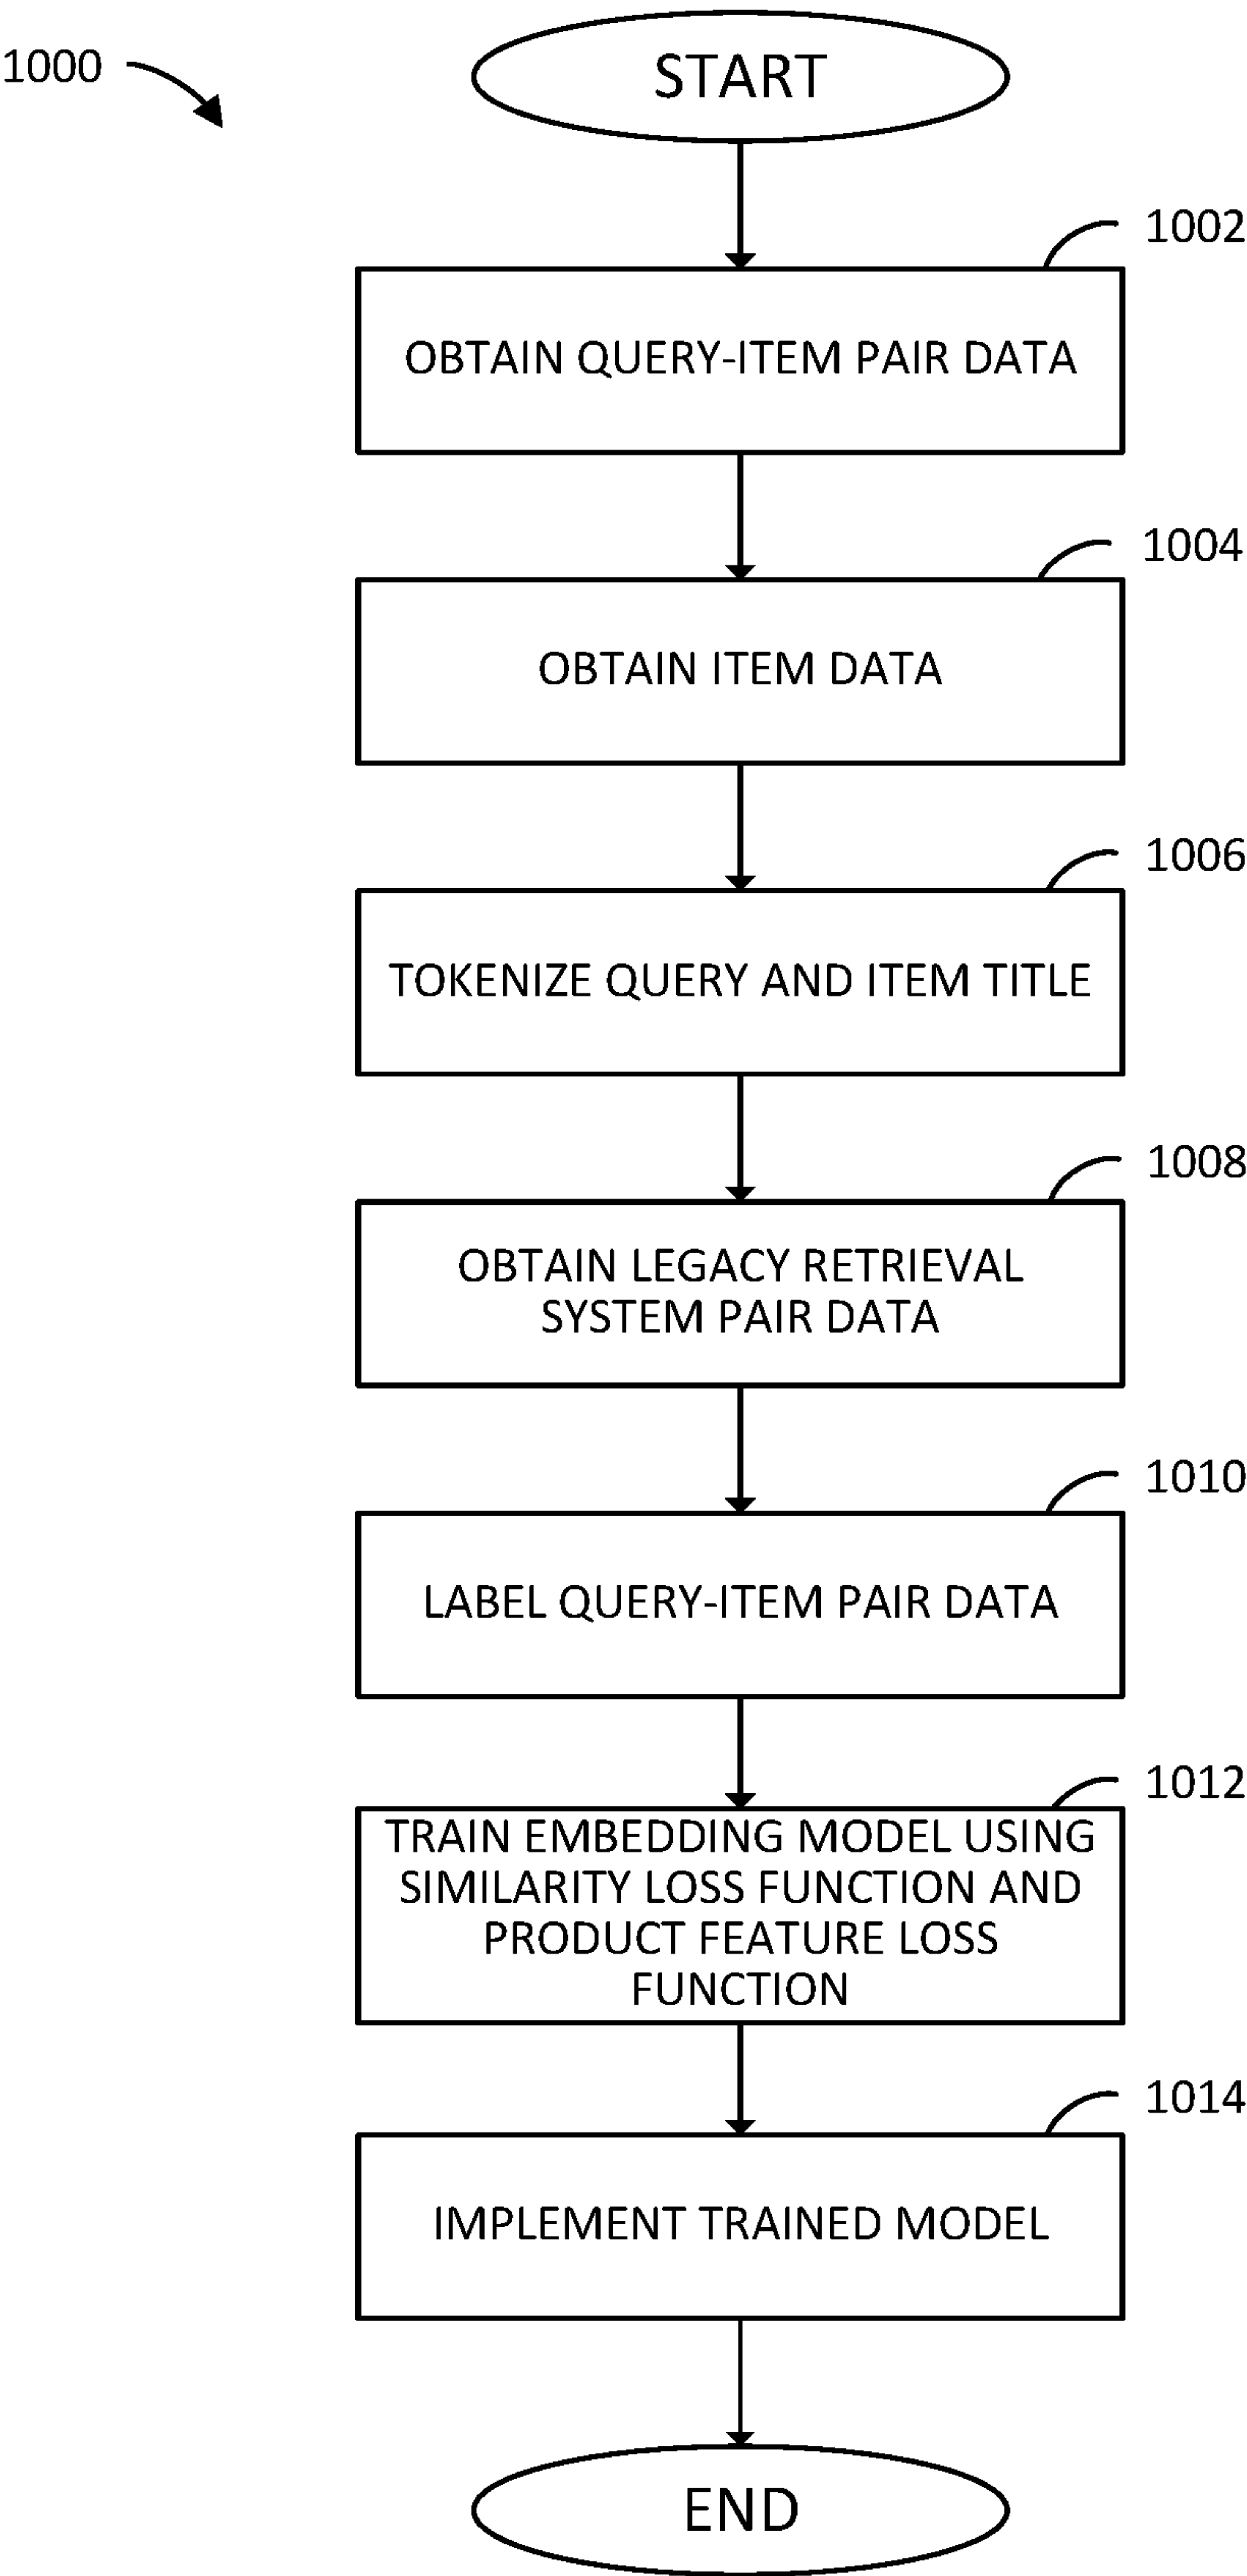 1000
START
1002
OBTAIN QUERY-ITEM PAIR DATA
1004
OBTAIN ITEM DATA
1006
TOKENIZE QUERY AND ITEM TITLE
1008
OBTAIN LEGACY RETRIEVAL
SYSTEM PAIR DATA
1010
LABEL QUERY-ITEM PAIR DATA
1012
TRAIN EMBEDDING MODEL USING
SIMILARITY LOSS FUNCTION AND
PRODUCT FEATURE LOSS
FUNCTION
1014
IMPLEMENT TRAINED MODEL
END